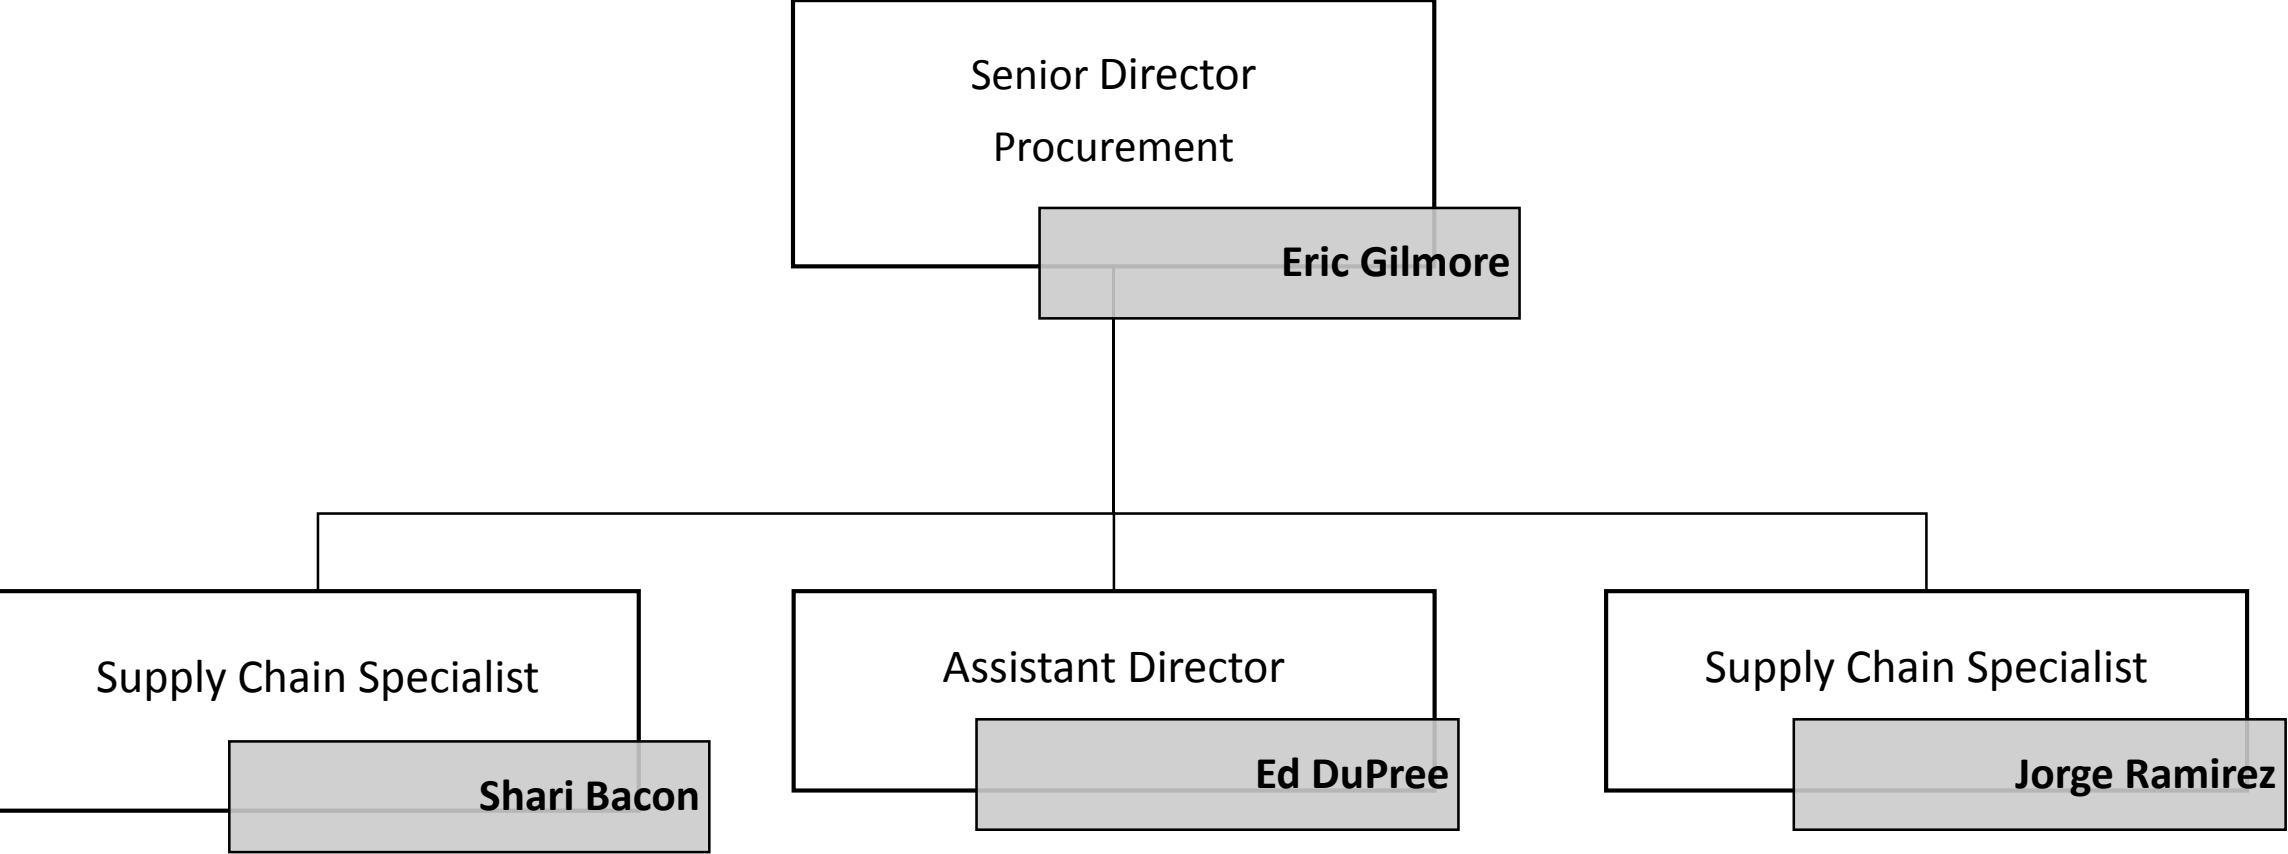 Senior Director
Procurement
Eric Gilmore
Supply Chain Specialist
Shari Bacon
Assistant Director
Ed DuPree
Supply Chain Specialist
Jorge Ramirez